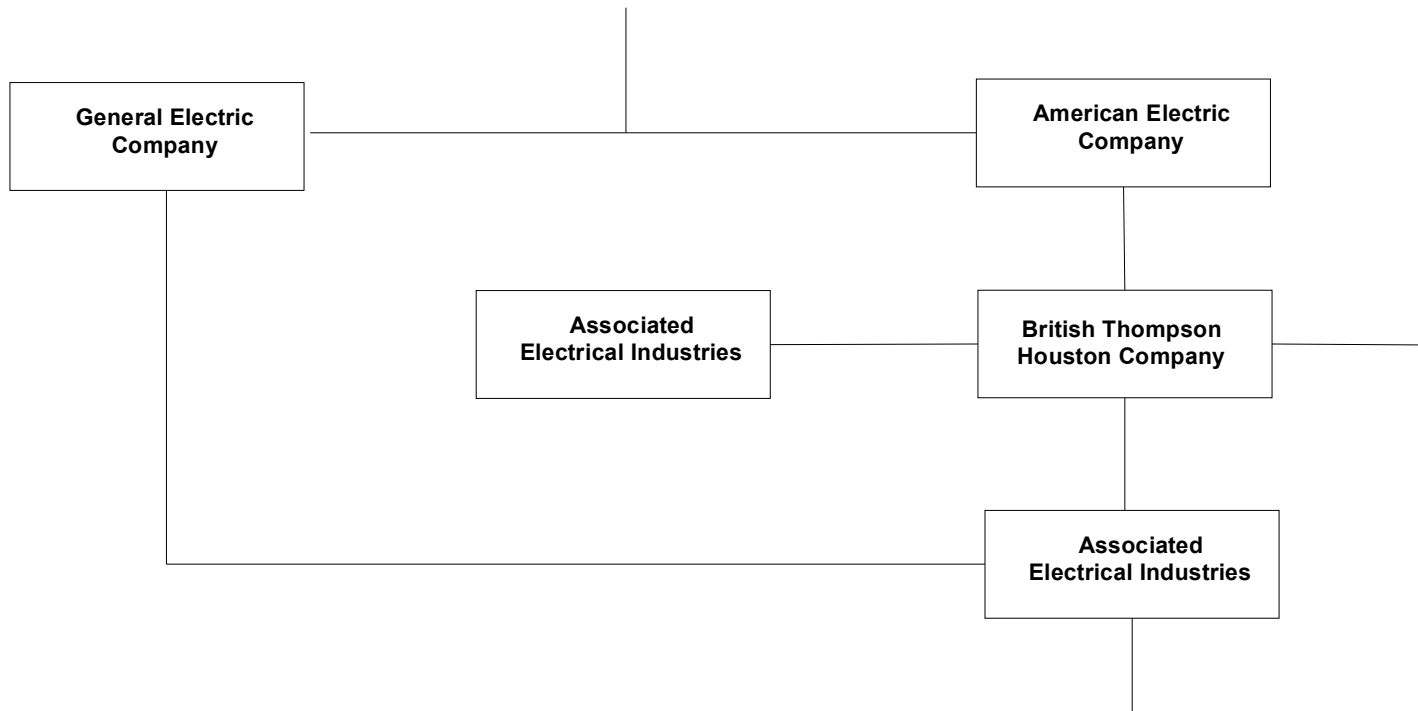 General Electric
Company
American Electric
Company
Associated
Electrical Industries
British Thompson
Houston Company
Associated
Electrical Industries